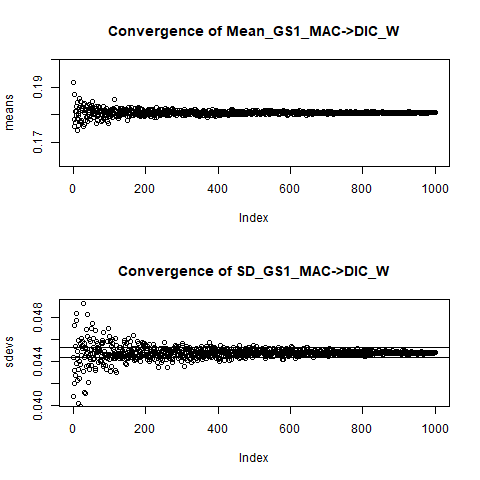 Convergence of Mean_GS1_MAC->DIC_W
means
0.19
0.17
0 200 400 600 800 1000
Index
Convergence of SD_GS1_MAC->DIC_W
sdevs
0.048
0.044
0.040
0 200 400 600 800 1000
Index